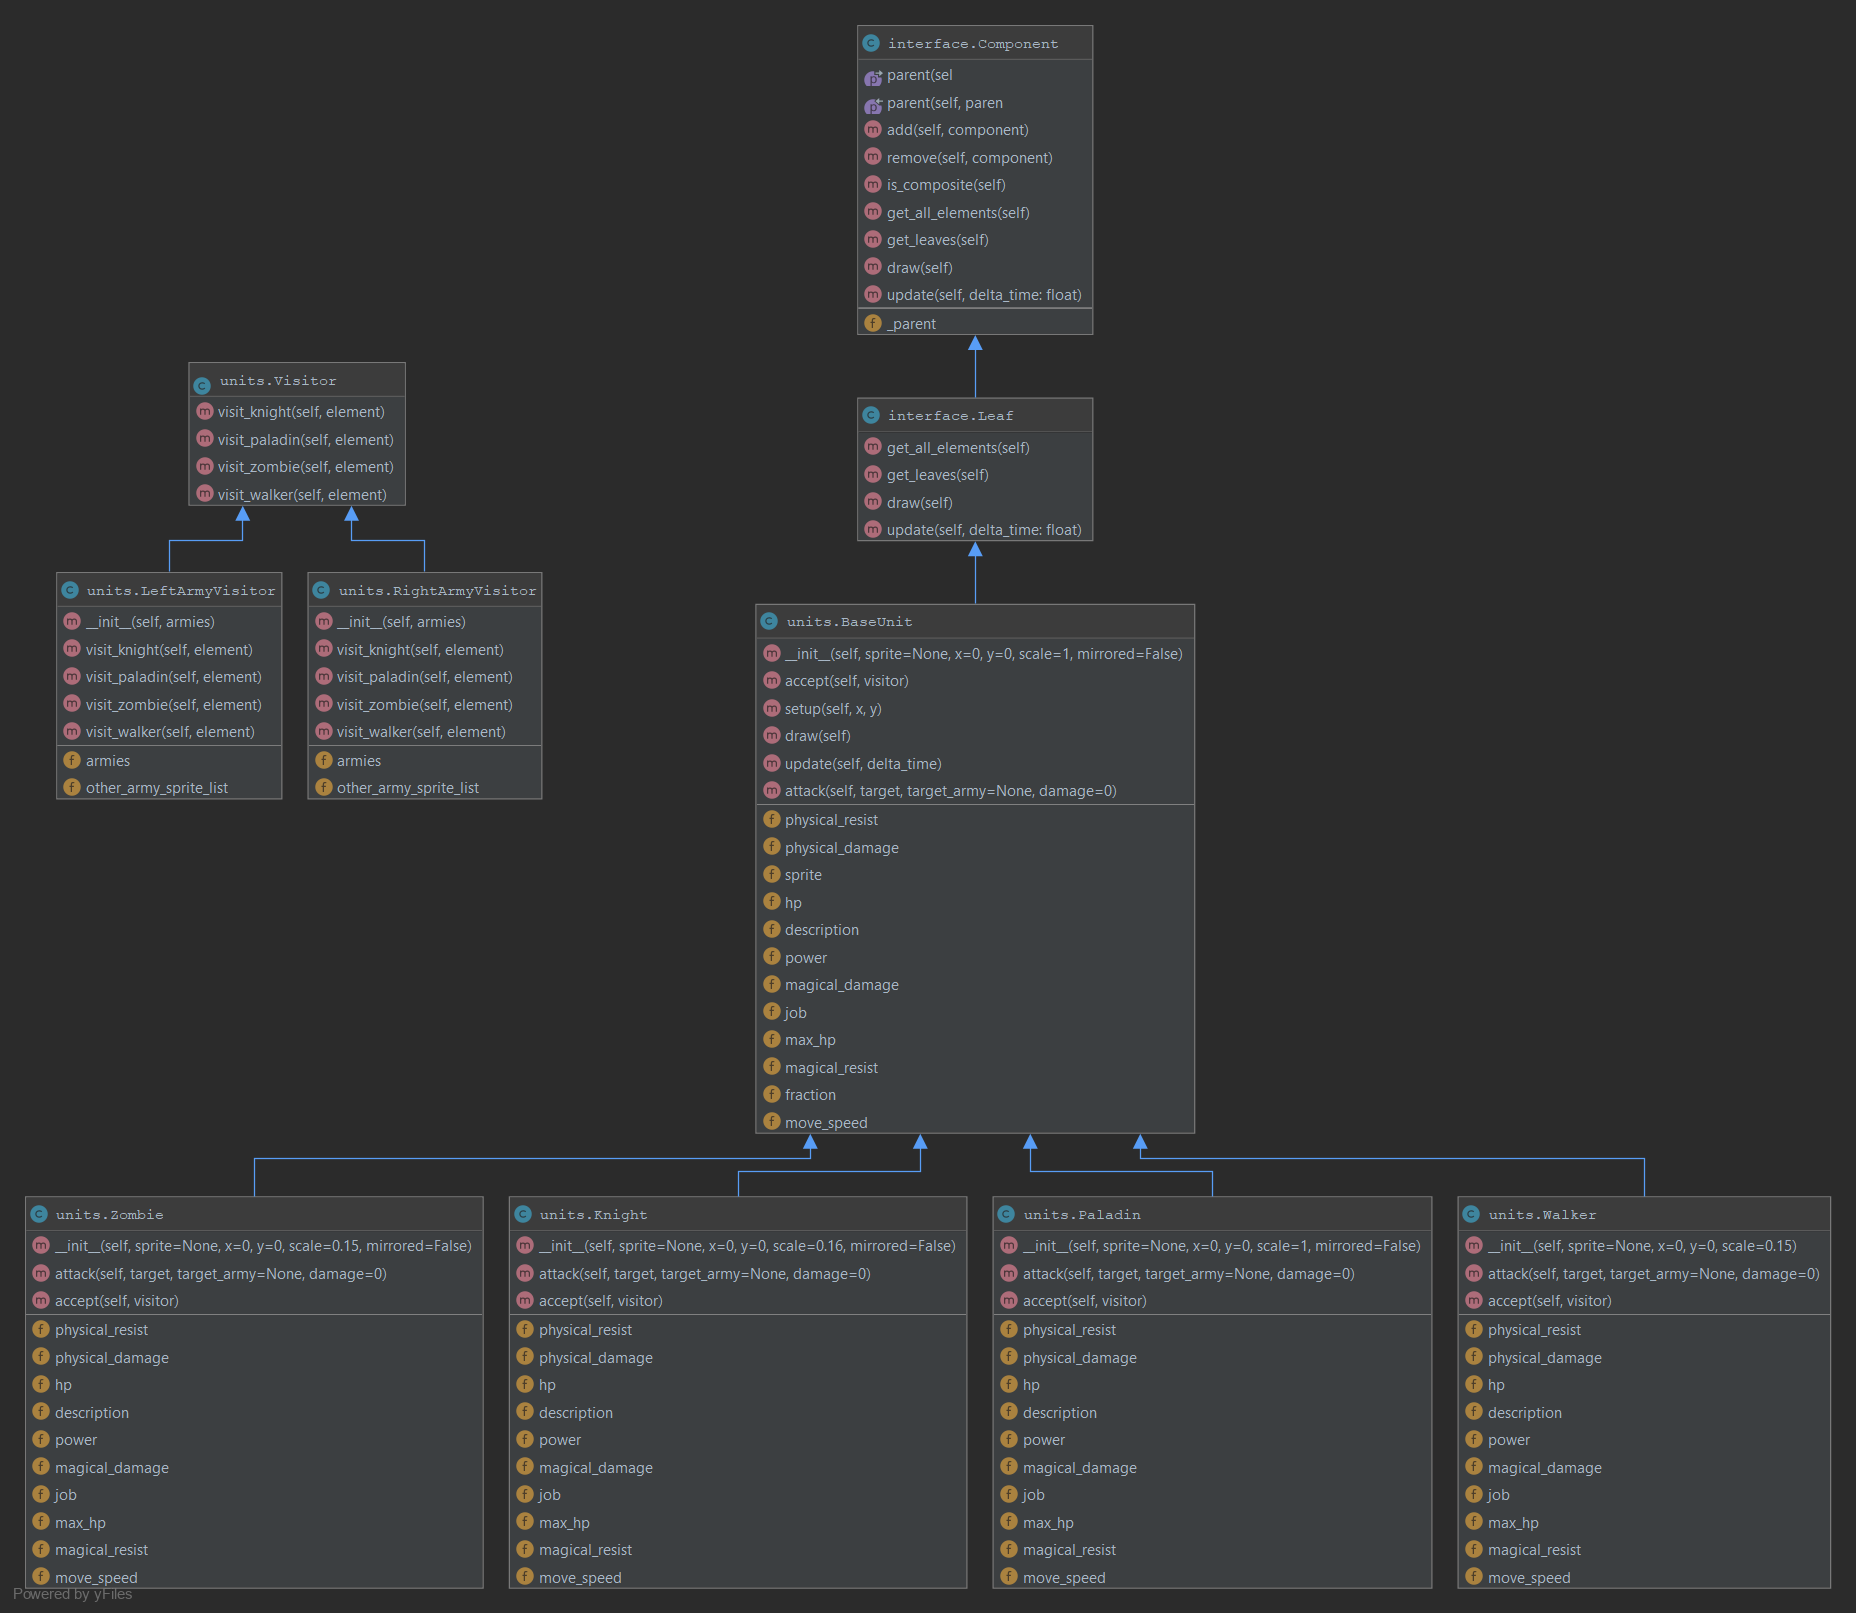 interface.Component
parent(sel
parent(self, paren
add(self, component)
remove(self, component)
is_composite(self)
get_all_elements(self)
get_leaves(self)
draw(self)
update(self, delta_time: float)
_parent
units.Visitor
visit_knight(self, element)
visit_paladin(self, element)
visit_zombie(self, element)
visit_walker(self, element)
interface.Leaf
get_all_elements(self)
get_leaves(self)
draw(self)
update(self, delta_time: float)
units.LeftArmyVisitor
__init__(self, armies)
visit_knight(self, element)
visit_paladin(self, element)
visit_zombie(self, element)
visit_walker(self, element)
armies
other_army_sprite_list
units.RightArmyVisitor
__init__(self, armies)
visit_knight(self, element)
visit_paladin(self, element)
visit_zombie(self, element)
visit_walker(self, element)
armies
other_army_sprite_list
units.BaseUnit
__init__(self, sprite=None, x=0, y=0, scale=1, mirrored=False)
accept(self, visitor)
setup(self, x, y)
draw(self)
update(self, delta_time)
attack(self, target, target_army=None, damage=0)
physical_resist
physical_damage
sprite
hp
description
power
magical_damage
job
max_hp
magical_resist
fraction
move_speed
units.Zombie
__init__(self, sprite=None, x=0, y=0, scale=0.15, mirrored=False)
attack(self, target, target_army=None, damage=0)
accept(self, visitor)
physical_resist
physical_damage
hp
description
power
magical_damage
job
max_hp
magical_resist
move_speed
units.Knight
__init__(self, sprite=None, x=0, y=0, scale=0.16, mirrored=False)
attack(self, target, target_army=None, damage=0)
accept(self, visitor)
physical_resist
physical_damage
hp
description
power
magical_damage
job
max_hp
magical_resist
move_speed
units.Paladin
__init__(self, sprite=None, x=0, y=0, scale=1, mirrored=False)
attack(self, target, target_army=None, damage=0)
accept(self, visitor)
physical_resist
physical_damage
hp
description
power
magical_damage
job
max_hp
magical_resist
move_speed
units.Walker
__init__(self, sprite=None, x=0, y=0, scale=0.15)
attack(self, target, target_army=None, damage=0)
accept(self, visitor)
physical_resist
physical_damage
hp
description
power
magical_damage
job
max_hp
magical_resist
move_speed
Powered by yFiles